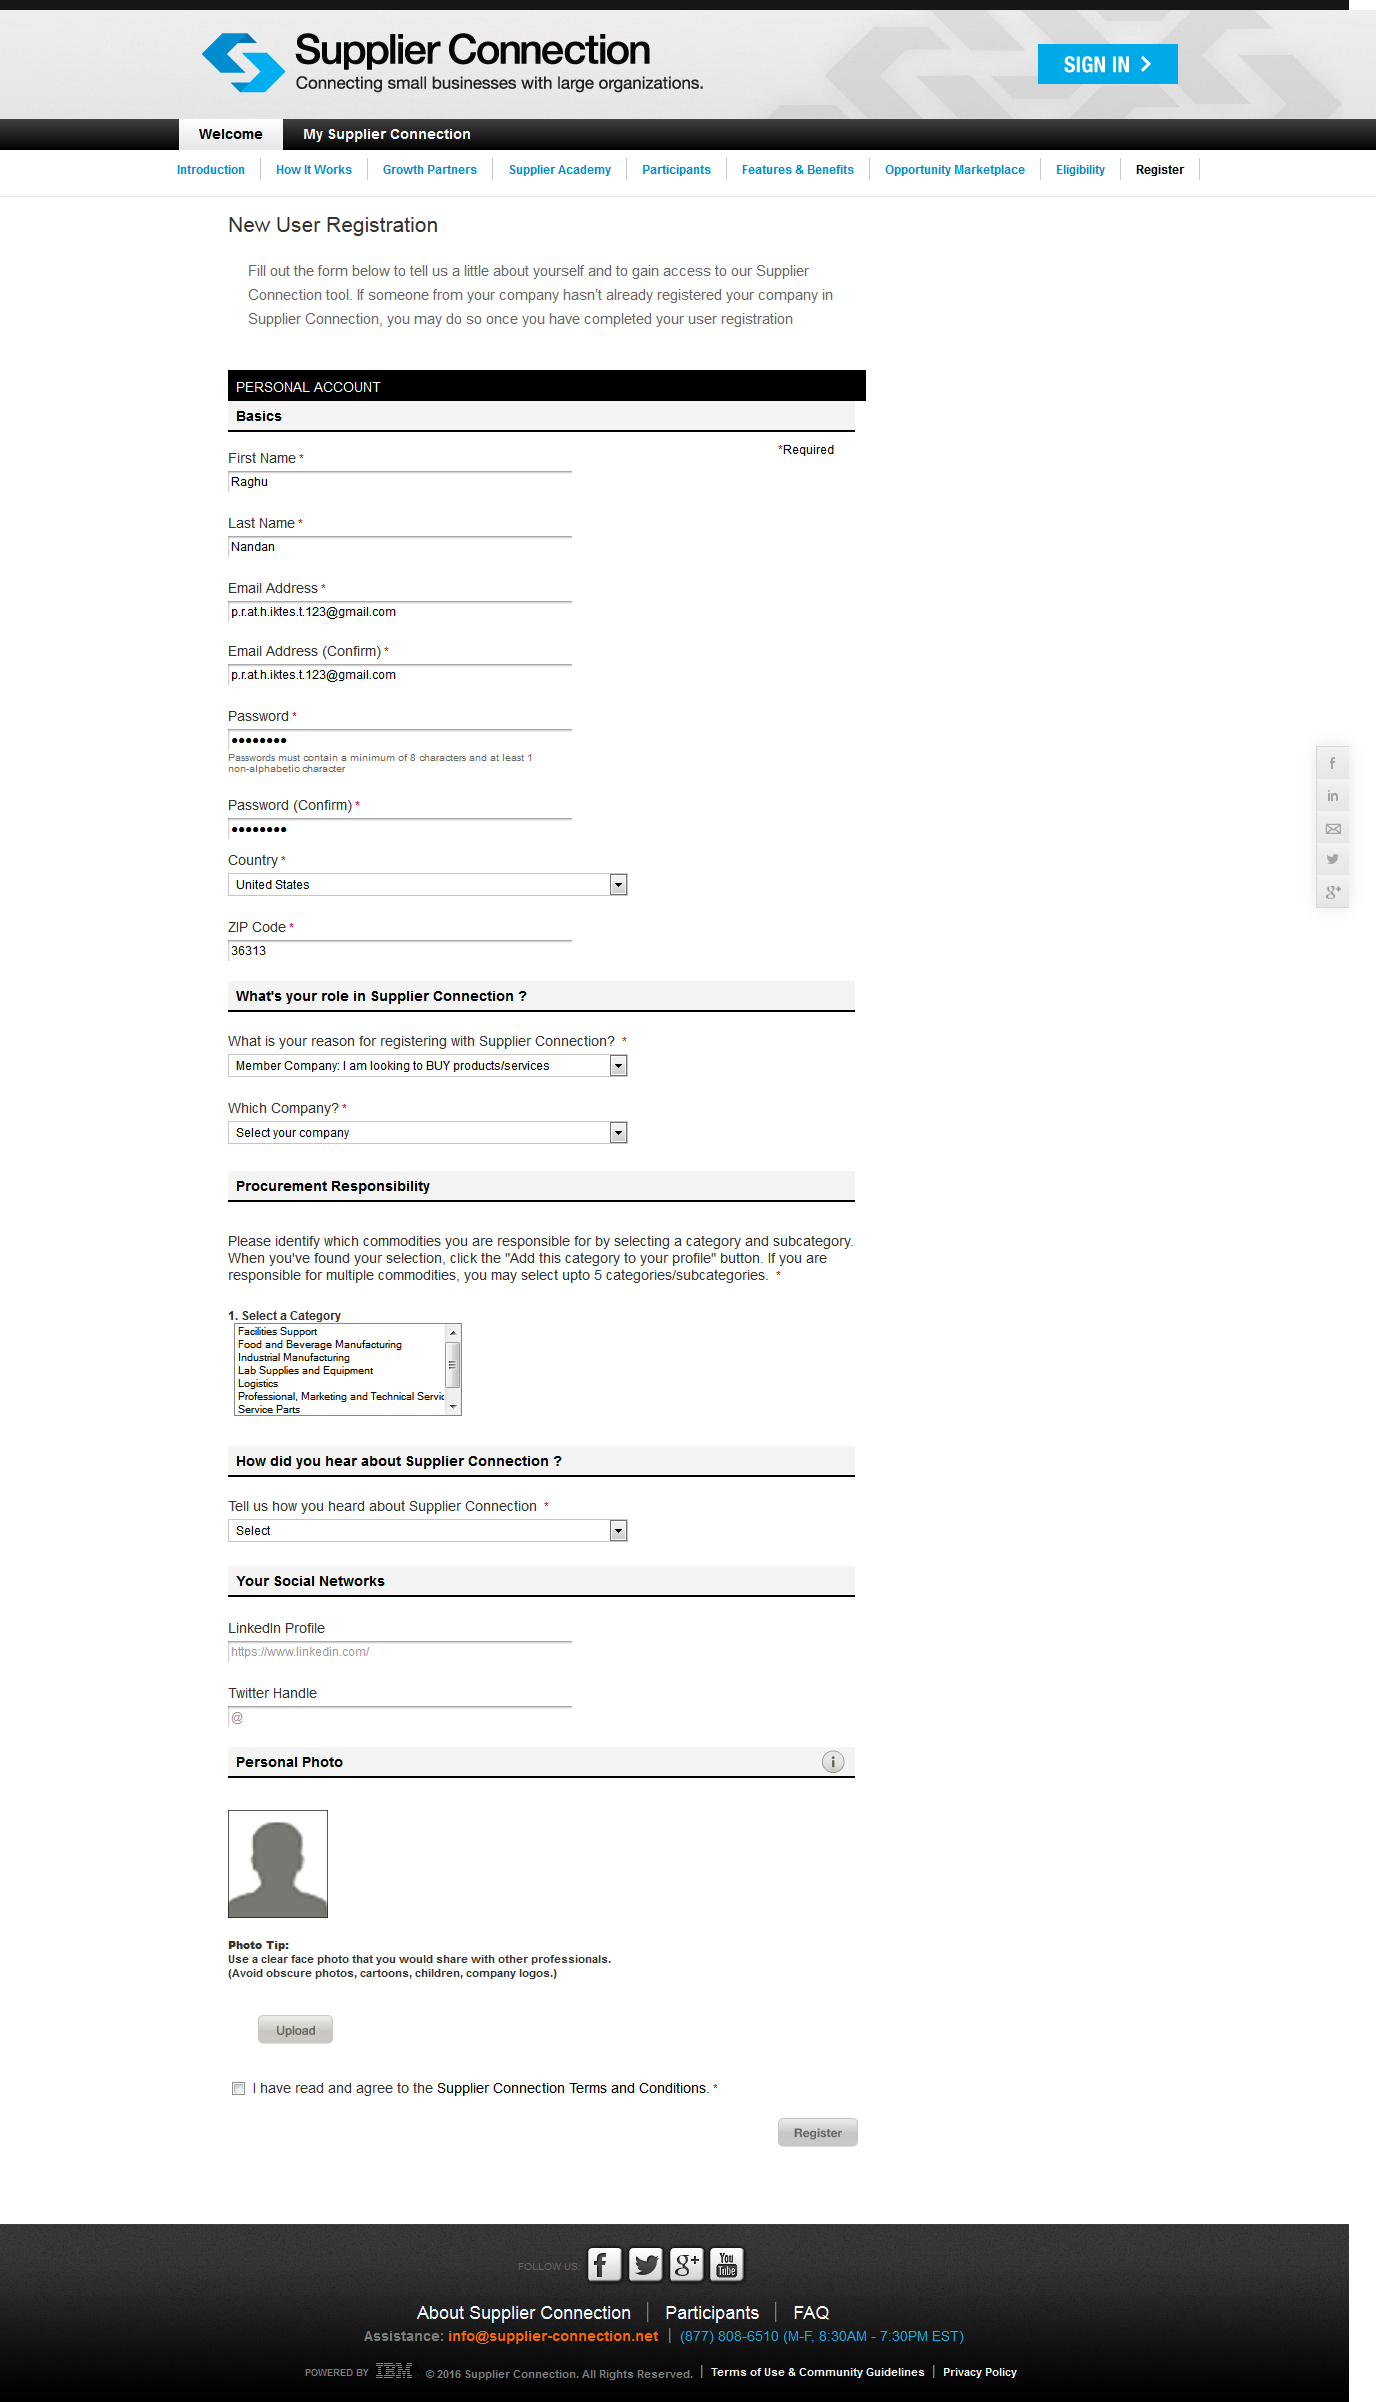 Supplier Connection
Connecting small businesses with large organizations.
SIGN IN
Welcome
My Supplier Connection
Introduction
How It Works
Growth Partners
Supplier Academy
Participants
Features & Benefits
Opportunity Marketplace
Eligibility
Register
New User Registration
Fill out the form below to tell us a little about yourself and to gain access to our Supplier
Connection tool. If someone from your company hasn't already registered your company in
Supplier Connection, you may do so once you have completed your user registration
PERSONAL ACCOUNT
Basics
*Required
First Name *
Raghu
Last Name *
Nandan
Email Address *
p.r.at.h.iktes.t.123@gmail.com
Email Address (Confirm) *
p.r.at.h.iktes.t.123@gmail.com
Password *
●●●●●●●●
Passwords must contain a minimum of 8 characters and at least 1
non-alphabetic character
Password (Confirm) *
●●●●●●●●
Country *
United States
ZIP Code *
36313
What's your role in Supplier Connection ?
What is your reason for registering with Supplier Connection? *
Member Company: I am looking to BUY products/services
Which Company? *
Select your company
Procurement Responsibility
Please identify which commodities you are responsible for by selecting a category and subcategory.
When you've found your selection, click the "Add this category to your profile" button. If you are
responsible for multiple commodities, you may select upto 5 categories/subcategories. *
1. Select a Category
Facilities Support
Food and Beverage Manufacturing
Industrial Manufacturing
Lab Supplies and Equipment
Logistics
Professional, Marketing and Technical Servic
Service Parts
How did you hear about Supplier Connection ?
Tell us how you heard about Supplier Connection *
Select
Your Social Networks
LinkedIn Profile
https://www.linkedin.com/
Twitter Handle
@
Personal Photo
i
Photo Tip:
Use a clear face photo that you would share with other professionals.
(Avoid obscure photos, cartoons, children, company logos.)
Upload
I have read and agree to the Supplier Connection Terms and Conditions. *
Register
FOLLOW US:
f
g+
You Tube
About Supplier Connection | Participants | FAQ
Assistance: info@supplier-connection.net | (877) 808-6510 (M-F, 8:30AM - 7:30PM EST)
POWERED BY IBM © 2016 Supplier Connection. All Rights Reserved. | Terms of Use & Community Guidelines | Privacy Policy
f
in
g+